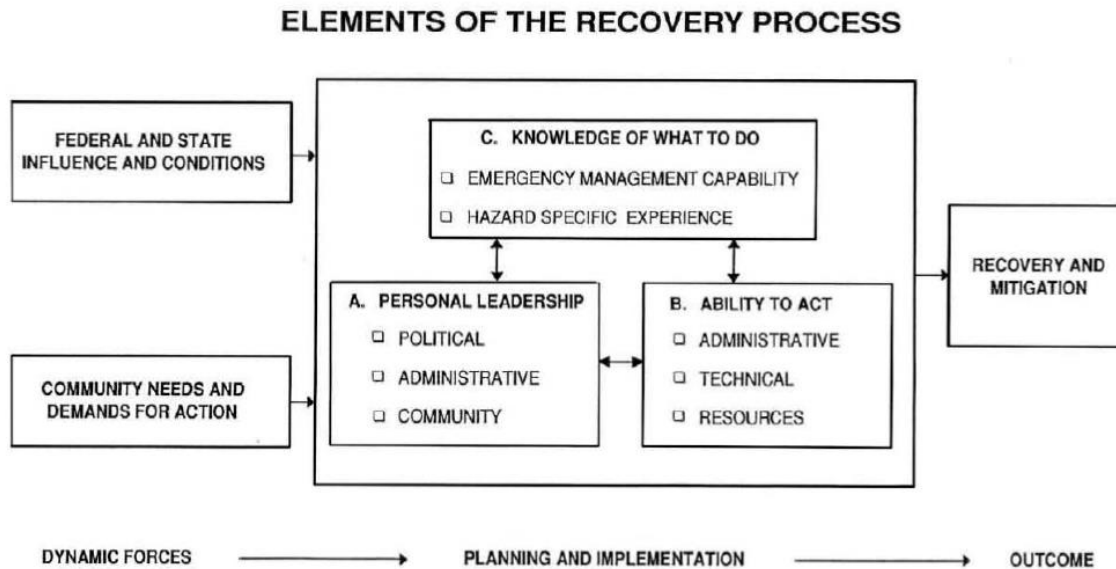 ELEMENTS OF THE RECOVERY PROCESS
FEDERAL AND STATE
INFLUENCE AND CONDITIONS
COMMUNITY NEEDS AND
DEMANDS FOR ACTION
C. KNOWLEDGE OF WHAT TO DO
❏ EMERGENCY MANAGEMENT CAPABILITY
❏ HAZARD SPECIFIC EXPERIENCE
A. PERSONAL LEADERSHIP
❏ POLITICAL
❏ ADMINISTRATIVE
❏ COMMUNITY
B. ABILITY TO ACT
❏ ADMINISTRATIVE
❏ TECHNICAL
❏ RESOURCES
RECOVERY AND
MITIGATION
DYNAMIC FORCES
PLANNING AND IMPLEMENTATION
OUTCOME